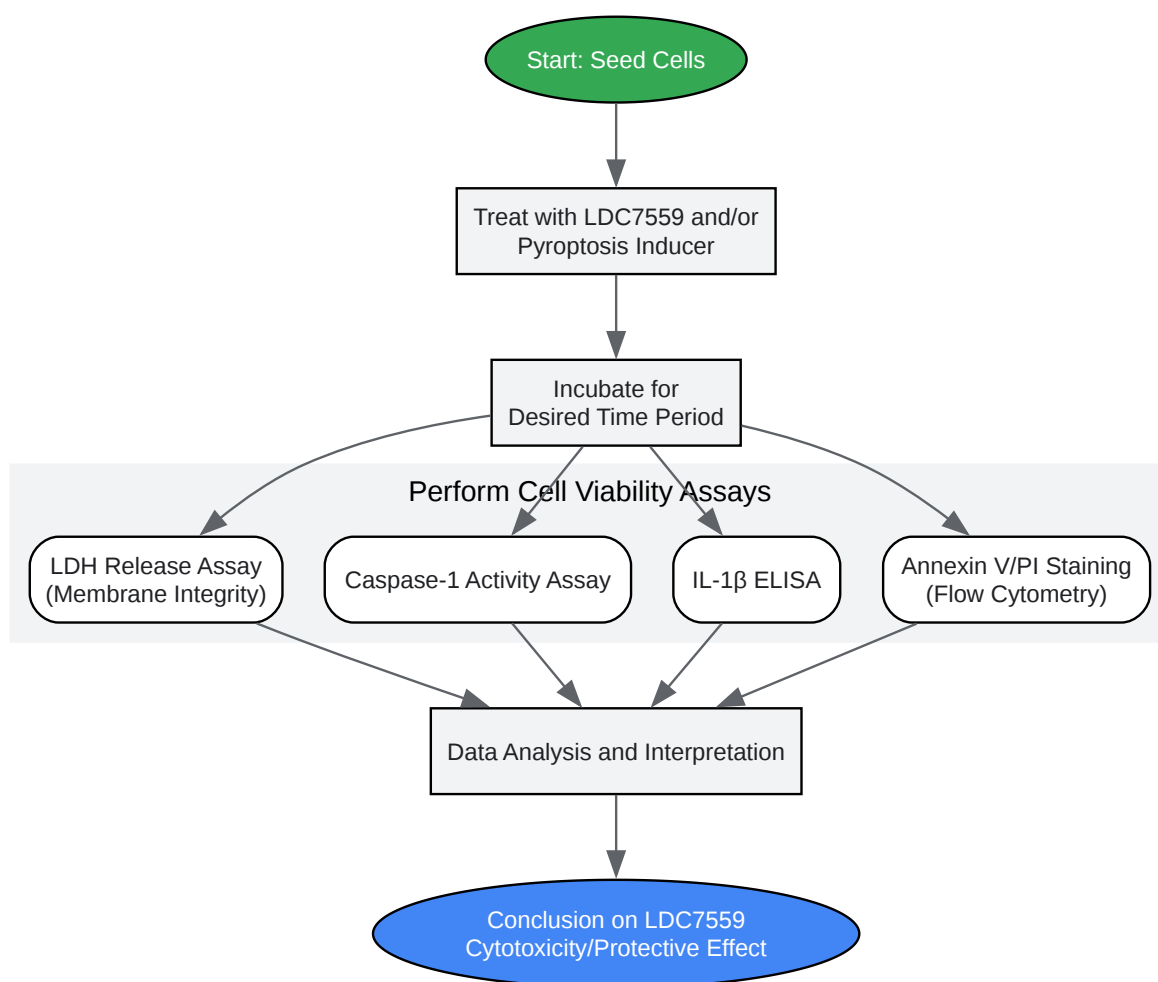 Start: Seed Cells
Treat with LDC7559 and/or
Pyroptosis Inducer
Incubate for
Desired Time Period
Perform Cell Viability Assays
LDH Release Assay
(Membrane Integrity)
Caspase-1 Activity Assay
IL-1β ELISA
Annexin V/PI Staining
(Flow Cytometry)
Data Analysis and Interpretation
Conclusion on LDC7559
Cytotoxicity/Protective Effect